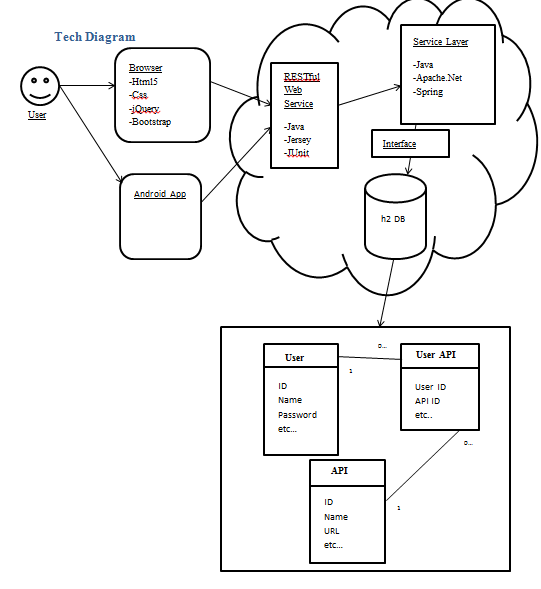 Tech Diagram
User
Browser
-Html5
-Css
-jQuery
-Bootstrap
Android App
RESTful
Web
Service
-Java
-Jersey
-JUnit
Service Layer
-Java
-Apache.Net
-Spring
Interface
h2 DB
User
ID
Name
Password
etc...
0...
1
User API
User ID
API ID
etc..
0...
1
API
ID
Name
URL
etc...